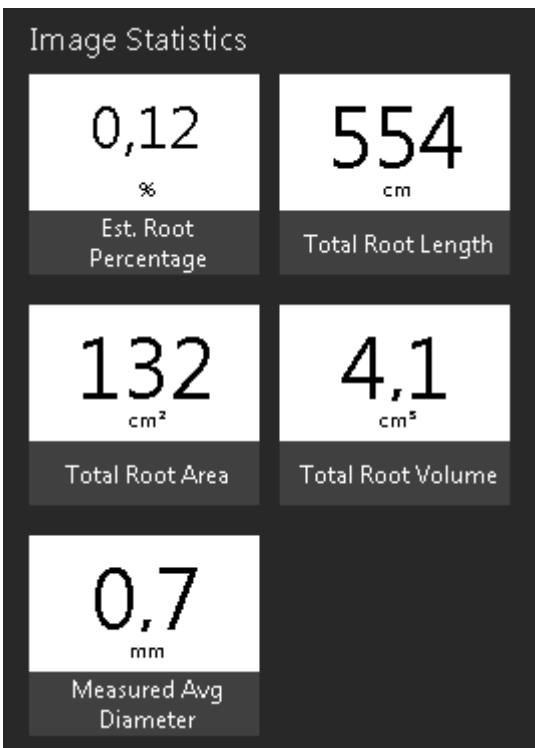 Image Statistics
0,12
%
Est. Root
Percentage
554
cm
Total Root Length
132
cm²
Total Root Area
4,1
cm³
Total Root Volume
0,7
mm
Measured Avg
Diameter